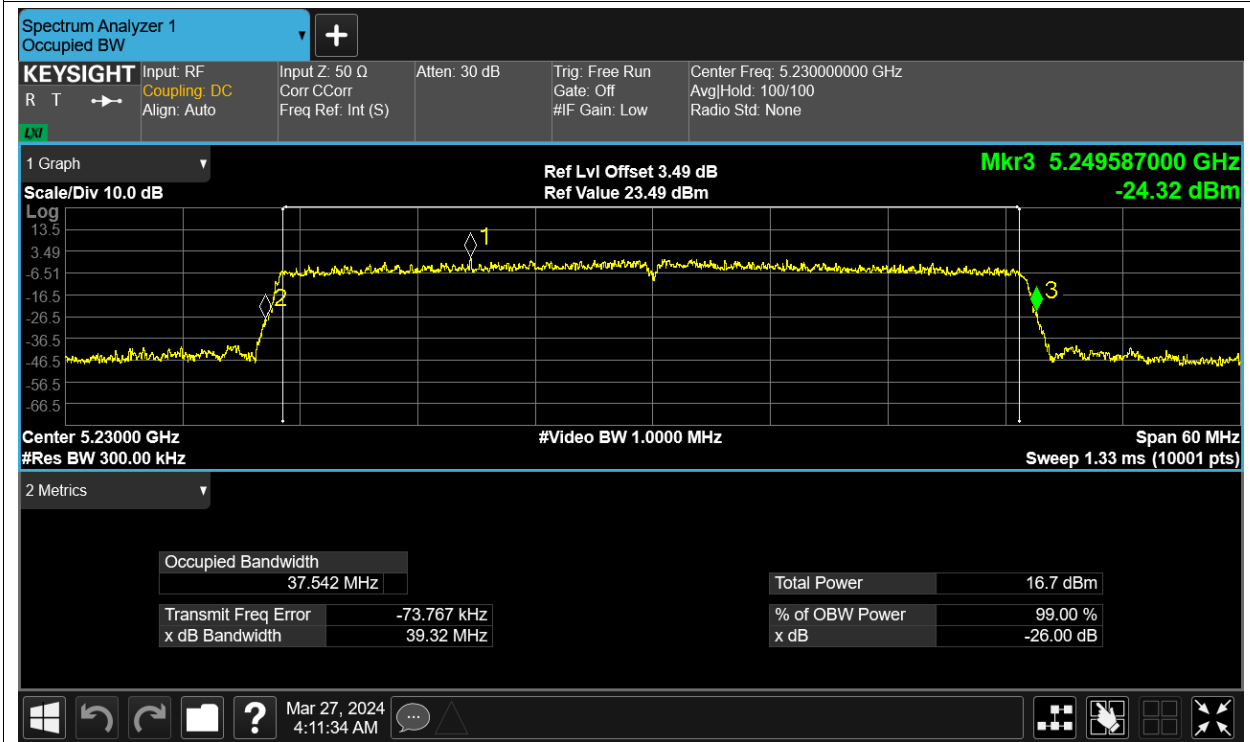 Spectrum Analyzer 1
Occupied BW
KEYSIGHT
R T
LXI
Input: RF
Coupling: DC
Align: Auto
Input Z: 50 Ω
Corr CCorr
Freq Ref: Int (S)
Atten: 30 dB
Trig: Free Run
Gate: Off
#IF Gain: Low
Center Freq: 5.230000000 GHz
Avg|Hold: 100/100
Radio Std: None
1 Graph
Scale/Div 10.0 dB
Ref Lvl Offset 3.49 dB
Ref Value 23.49 dBm
Mkr3 5.249587000 GHz
-24.32 dBm
Log
13.5
3.49
-6.51
-16.5
-26.5
-36.5
-46.5
-56.5
-66.5
1
2
3
Center 5.23000 GHz
#Res BW 300.00 kHz
#Video BW 1.0000 MHz
Span 60 MHz
Sweep 1.33 ms (10001 pts)
2 Metrics
Occupied Bandwidth
37.542 MHz
Transmit Freq Error -73.767 kHz
x dB Bandwidth 39.32 MHz
Total Power 16.7 dBm
% of OBW Power 99.00 %
x dB -26.00 dB
?
Mar 27, 2024
4:11:34 AM